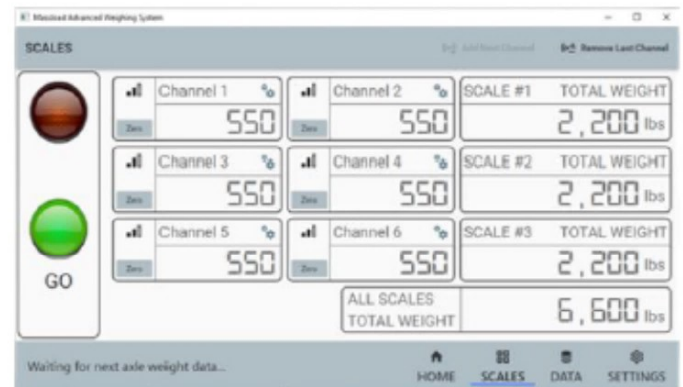 Massload Advanced Weighing System
SCALES
Add Next Channel
Remove Last Channel
Channel 1
Zero
550
Channel 2
Zero
550
SCALE #1 TOTAL WEIGHT
2,200 lbs
Channel 3
Zero
550
Channel 4
Zero
550
SCALE #2 TOTAL WEIGHT
2,200 lbs
Channel 5
Zero
550
Channel 6
Zero
550
SCALE #3 TOTAL WEIGHT
2,200 lbs
GO
ALL SCALES
TOTAL WEIGHT
6,600 lbs
Waiting for next axle weight data...
HOME
SCALES
DATA
SETTINGS